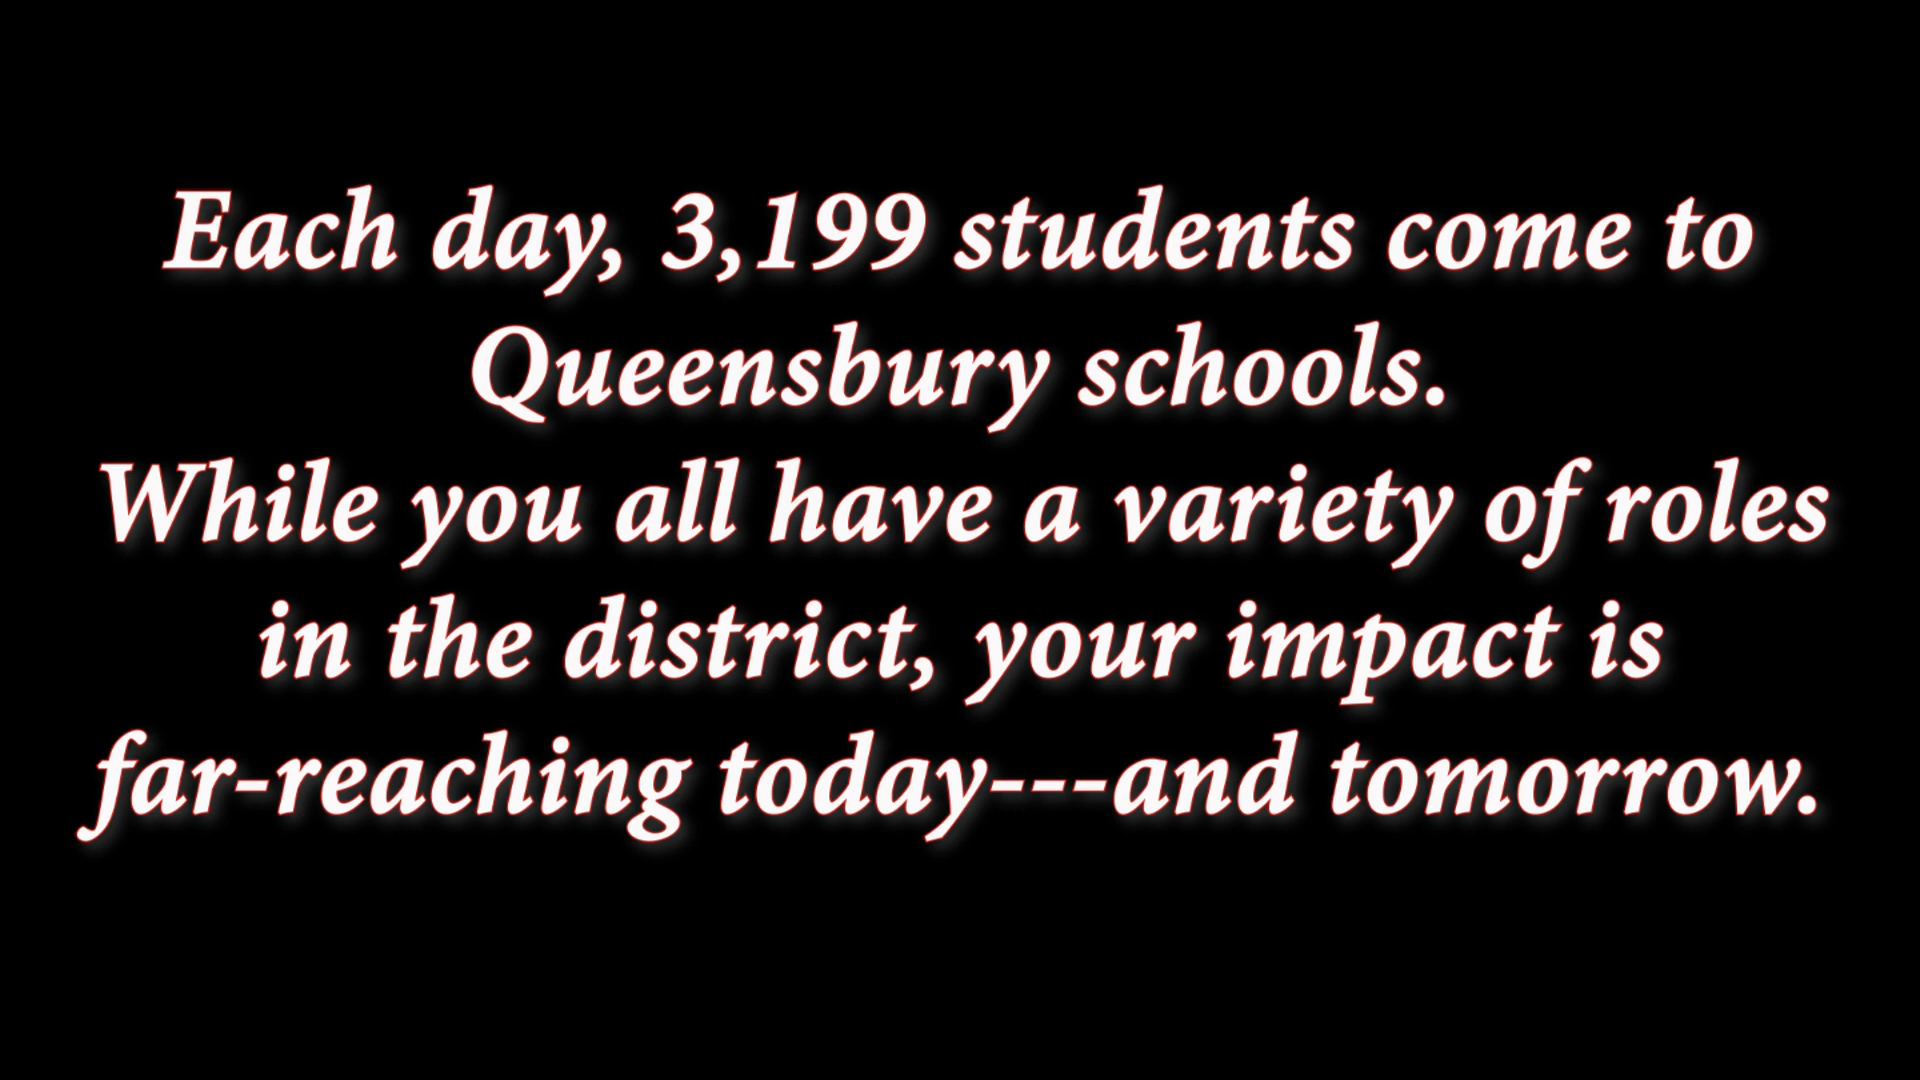 Each day, 3,199 students come to
Queensbury schools.
While you all have a variety of roles
in the district, your impact is
far-reaching today---and tomorrow.